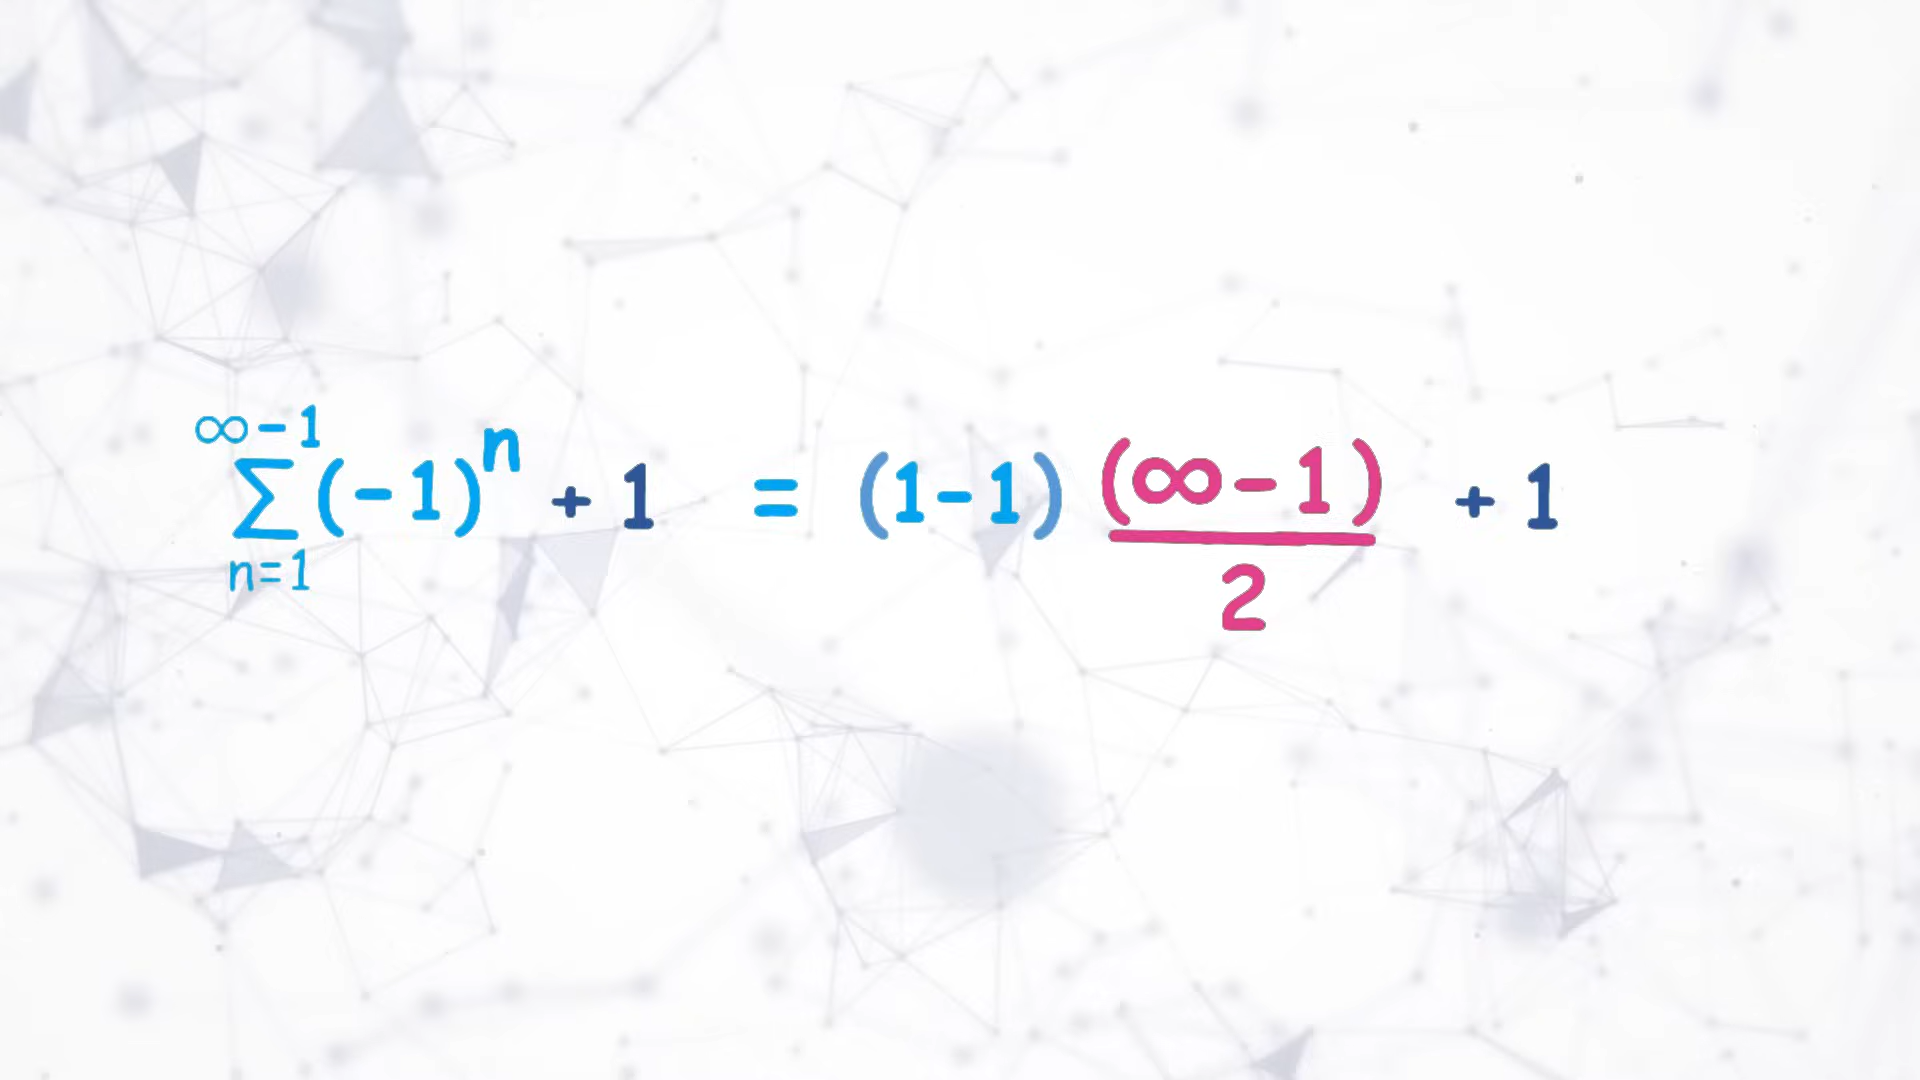 ∞-1
∑(-1)ⁿ + 1 = (1-1) (∞-1) + 1
n=1
2